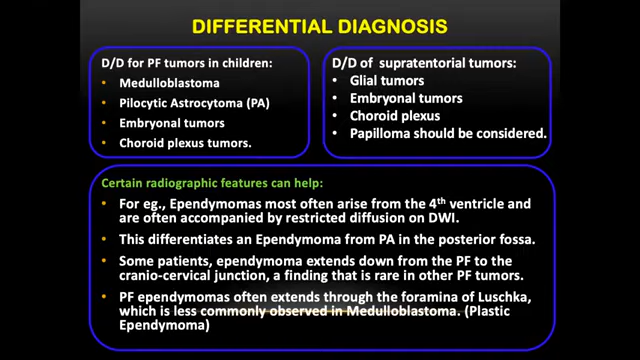 DIFFERENTIAL DIAGNOSIS
D/D for PF tumors in children:
• Medulloblastoma
• Pilocytic Astrocytoma (PA)
• Embryonal tumors
• Choroid plexus tumors.
D/D of supratentorial tumors:
• Glial tumors
• Embryonal tumors
• Choroid plexus
• Papilloma should be considered.
Certain radiographic features can help:
• For eg., Ependymomas most often arise from the 4th ventricle and
are often accompanied by restricted diffusion on DWI.
• This differentiates an Ependymoma from PA in the posterior fossa.
• Some patients, ependymoma extends down from the PF to the
cranio-cervical junction, a finding that is rare in other PF tumors.
• PF ependymomas often extends through the foramina of Luschka,
which is less commonly observed in Medulloblastoma. (Plastic
Ependymoma)